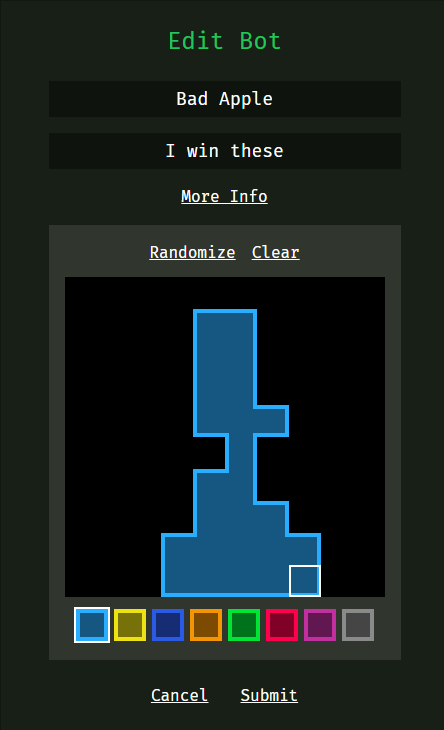 Edit Bot
Bad Apple
I win these
More Info
Randomize Clear
Cancel Submit